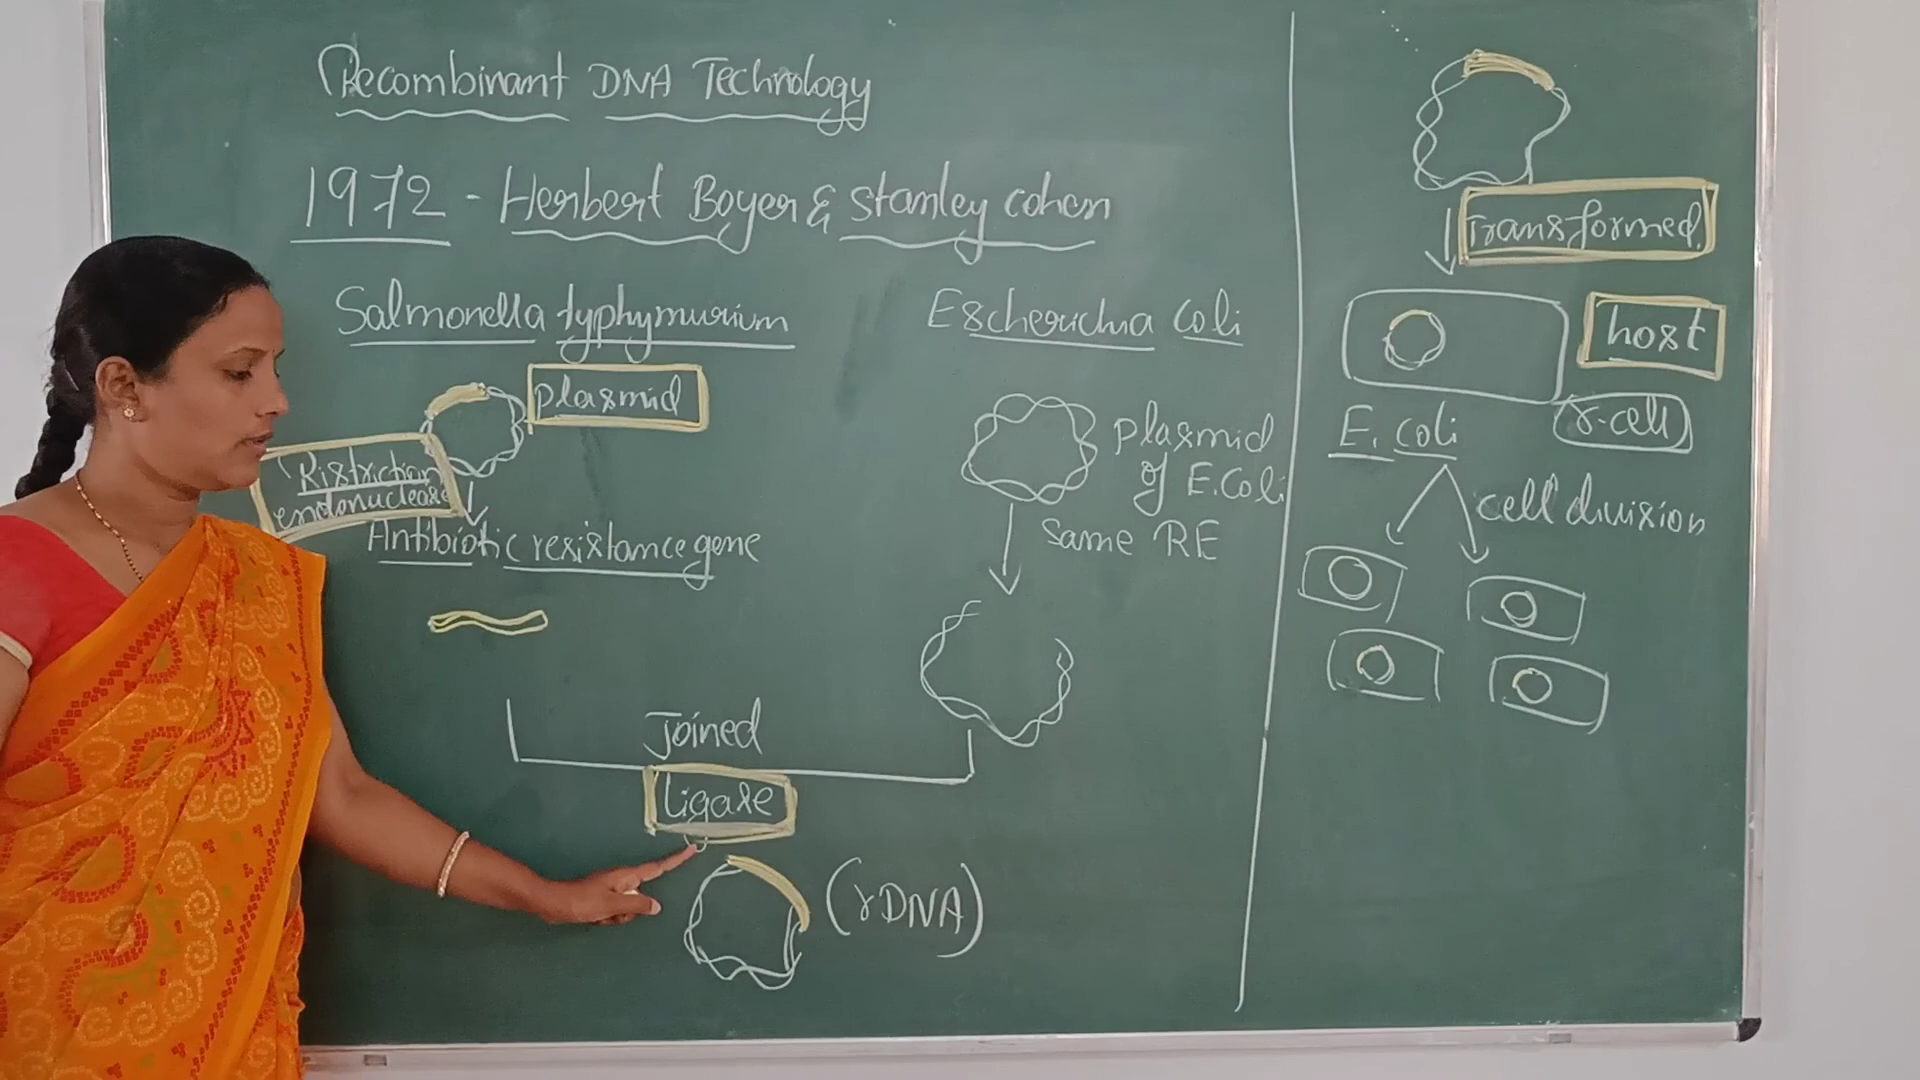 Recombinant DNA Technology
1972 - Herbert Boyer & Stanley Cohen
Salmonella typhymurium
plasmid
Ristriction
endonuclease
Antibiotic resistance gene
Escherichia Coli
plasmid
of E.Coli
Same RE
Joined
Ligase
(rDNA)
Transformed
host
r-cell
E. coli
cell division